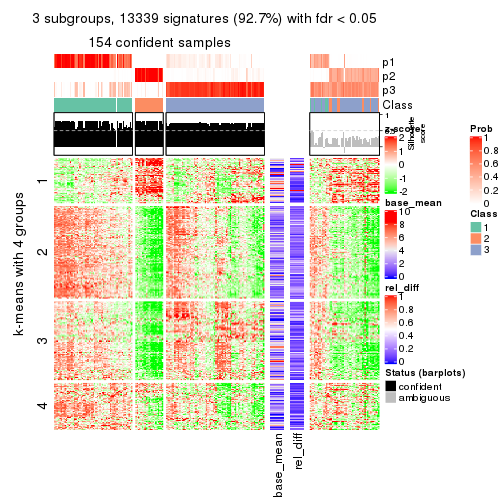 3 subgroups, 13339 signatures (92.7%) with fdr < 0.05
154 confident samples
p1
p2
p3
Class
1
Silhouette
score
z-score
2
1
0
-1
-2
base_mean
10
8
6
4
2
0
rel_diff
1
0.8
0.6
0.4
0.2
0
Status (barplots)
confident
ambiguous
Prob
1
0.8
0.6
0.4
0.2
0
Class
1
2
3
k-means with 4 groups
1
2
3
4
base_mean
rel_diff